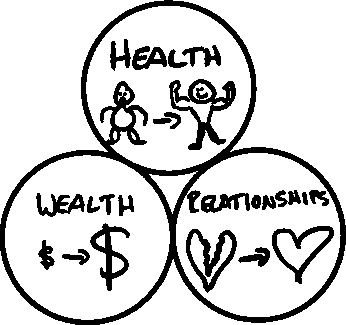 HEALTH
WEALTH
RELATIONSHIPS
$ → $